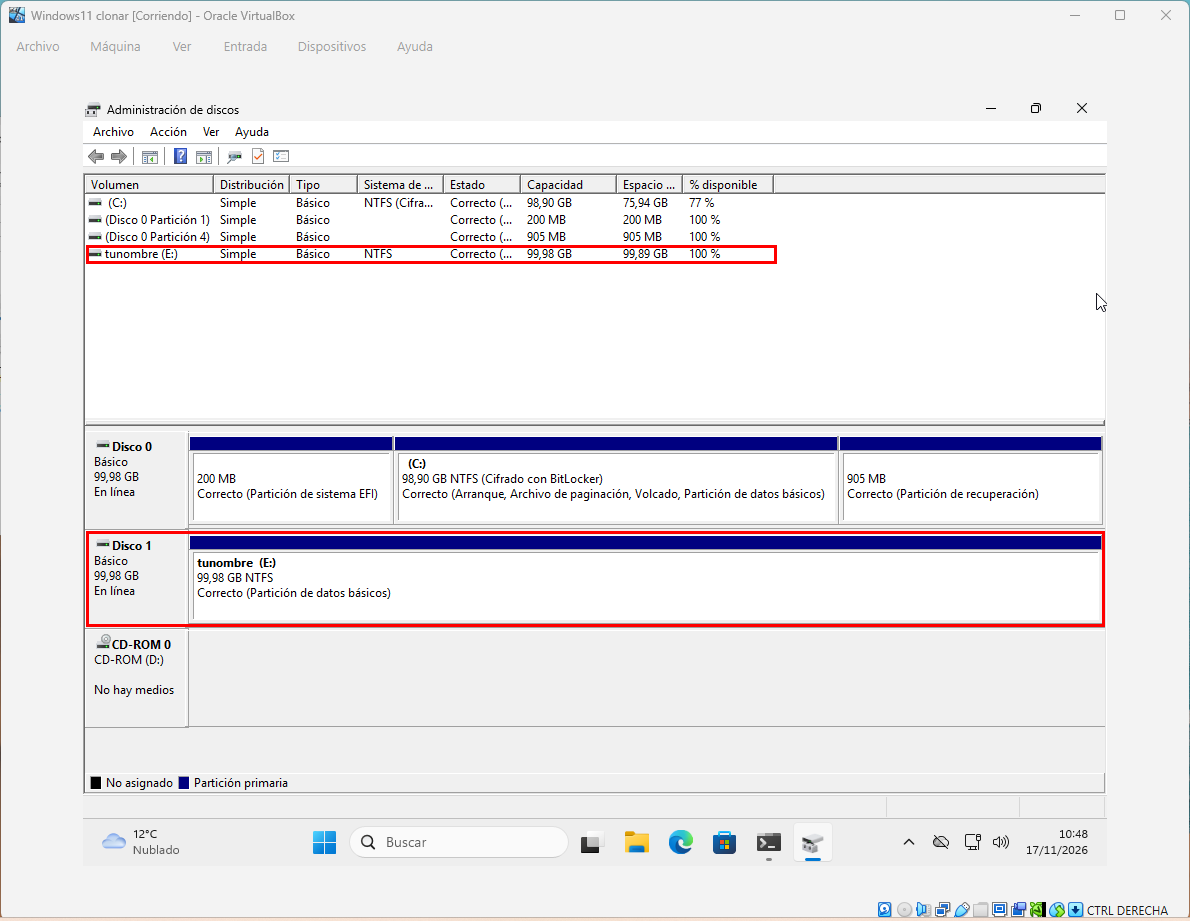 Windows11 clonar [Corriendo] - Oracle VirtualBox
Archivo Máquina Ver Entrada Dispositivos Ayuda
Administración de discos
Archivo Acción Ver Ayuda
Volumen Distribución Tipo Sistema de ... Estado Capacidad Espacio ... % disponible
(C:) Simple Básico NTFS (Cifra... Correcto (... 98,90 GB 75,94 GB 77 %
(Disco 0 Partición 1) Simple Básico Correcto (... 200 MB 200 MB 100 %
(Disco 0 Partición 4) Simple Básico Correcto (... 905 MB 905 MB 100 %
tunombre (E:) Simple Básico NTFS Correcto (... 99,98 GB 99,89 GB 100 %
Disco 0
Básico
99,98 GB
En línea
200 MB
Correcto (Partición de sistema EFI)
(C:)
98,90 GB NTFS (Cifrado con BitLocker)
Correcto (Arranque, Archivo de paginación, Volcado, Partición de datos básicos)
905 MB
Correcto (Partición de recuperación)
Disco 1
Básico
99,98 GB
En línea
tunombre (E:)
99,98 GB NTFS
Correcto (Partición de datos básicos)
CD-ROM 0
CD-ROM (D:)
No hay medios
No asignado Partición primaria
12°C
Nublado
Buscar
10:48
17/11/2026
CTRL DERECHA